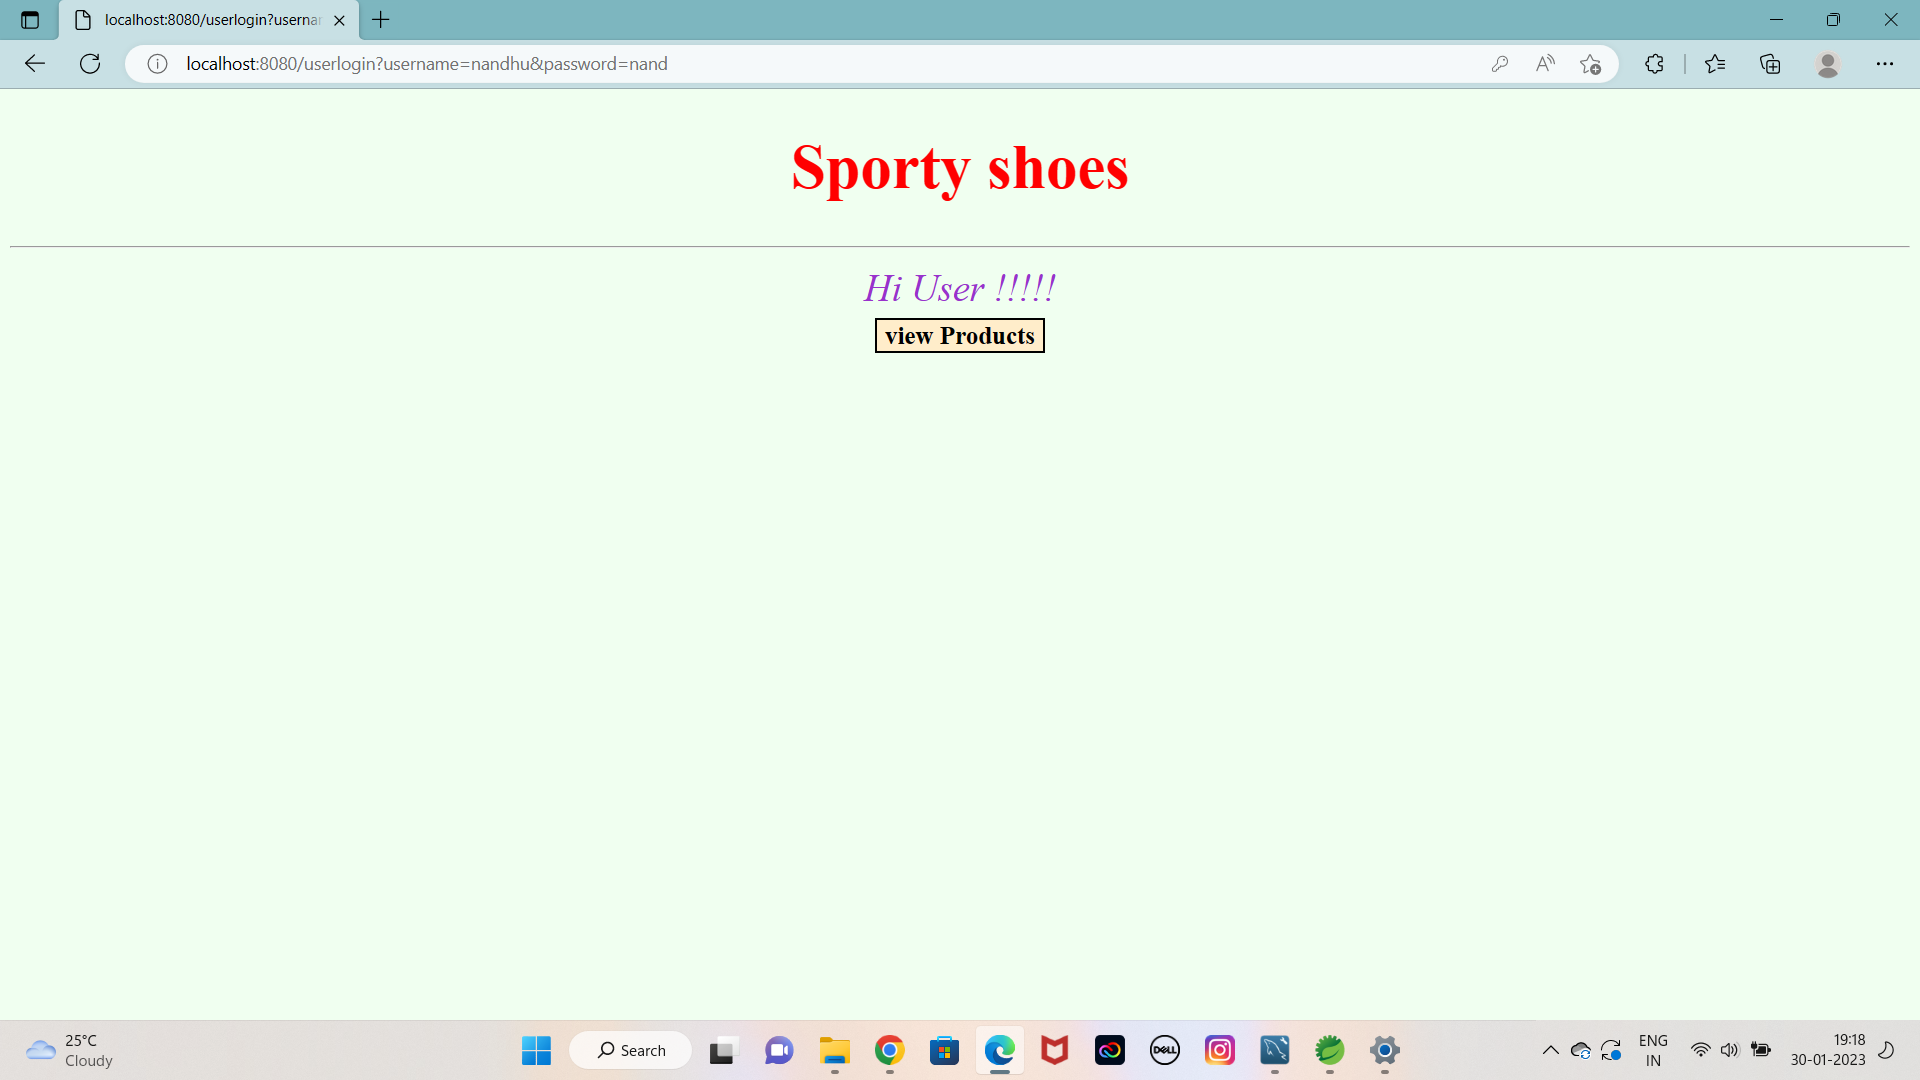 localhost:8080/userlogin?userna
localhost:8080/userlogin?username=nandhu&password=nand
Sporty shoes
Hi User !!!!!
view Products
25°C
Cloudy
Search
DELL
ENG
IN
19:18
30-01-2023